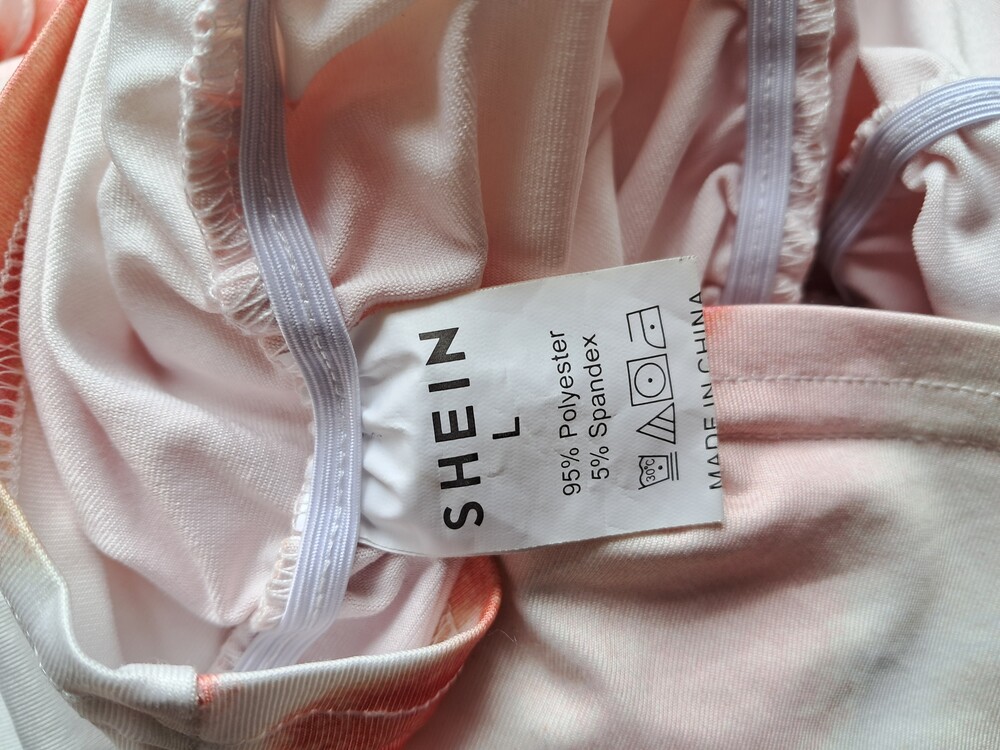 SHEIN
L
95% Polyester
5% Spandex
30°C
MADE IN CHINA